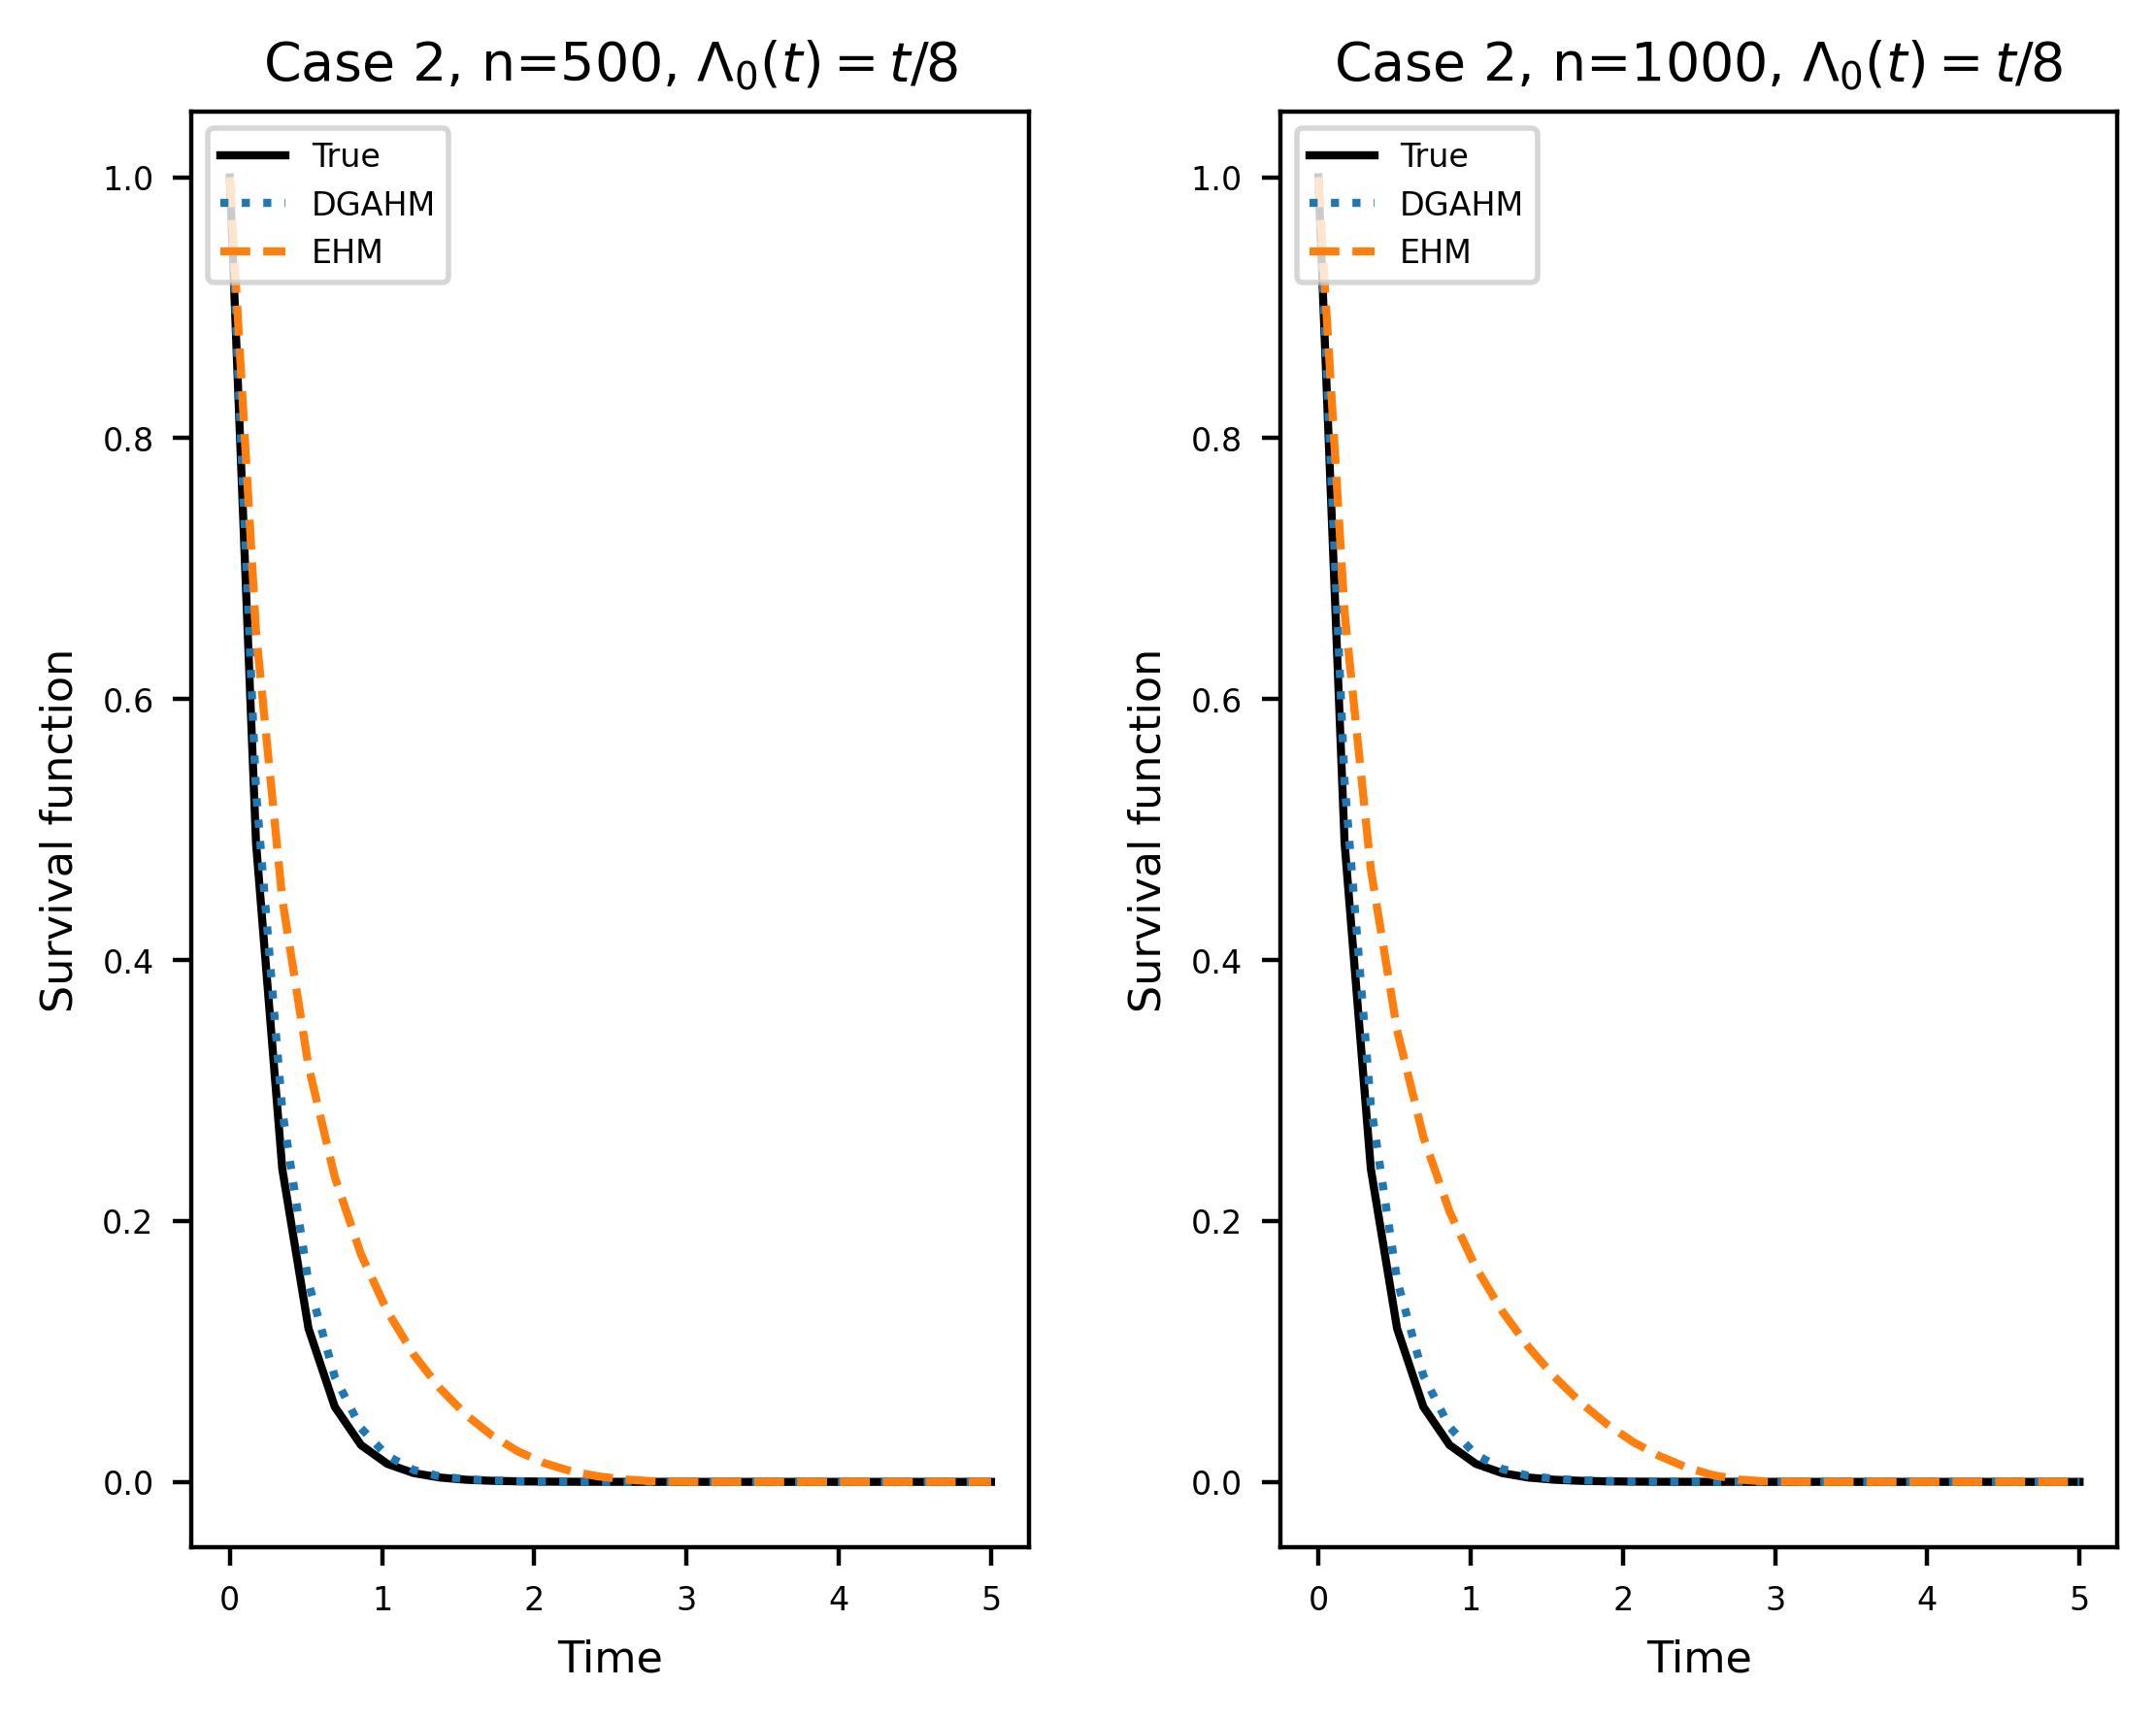 Case 2, n=500, Λ₀(t) = t/8
True
DGAHM
EHM
1.0
0.8
0.6
0.4
0.2
0.0
Survival function
0 1 2 3 4 5
Time
Case 2, n=1000, Λ₀(t) = t/8
True
DGAHM
EHM
1.0
0.8
0.6
0.4
0.2
0.0
Survival function
0 1 2 3 4 5
Time